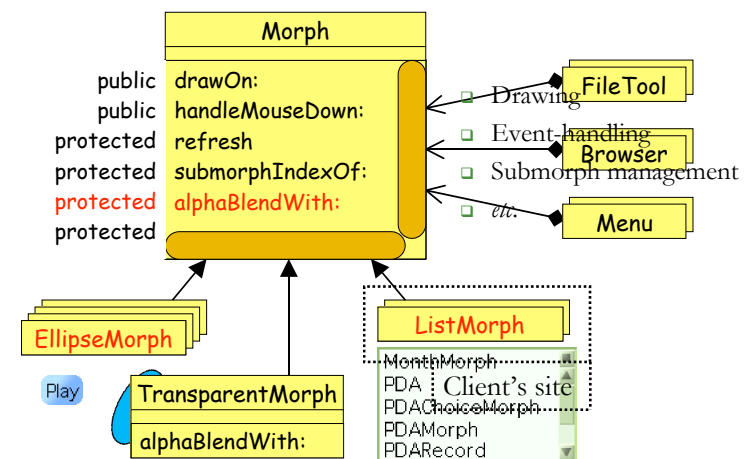 Morph
public drawOn:
public handleMouseDown:
protected refresh
protected submorphIndexOf:
protected alphaBlendWith:
protected
Drawing
Event-handling
Submorph management
etc.
FileTool
Browser
Menu
EllipseMorph
ListMorph
Play
TransparentMorph
alphaBlendWith:
MonthMorph
PDA
PDAChoiceMorph
PDAMorph
PDARecord
Client's site